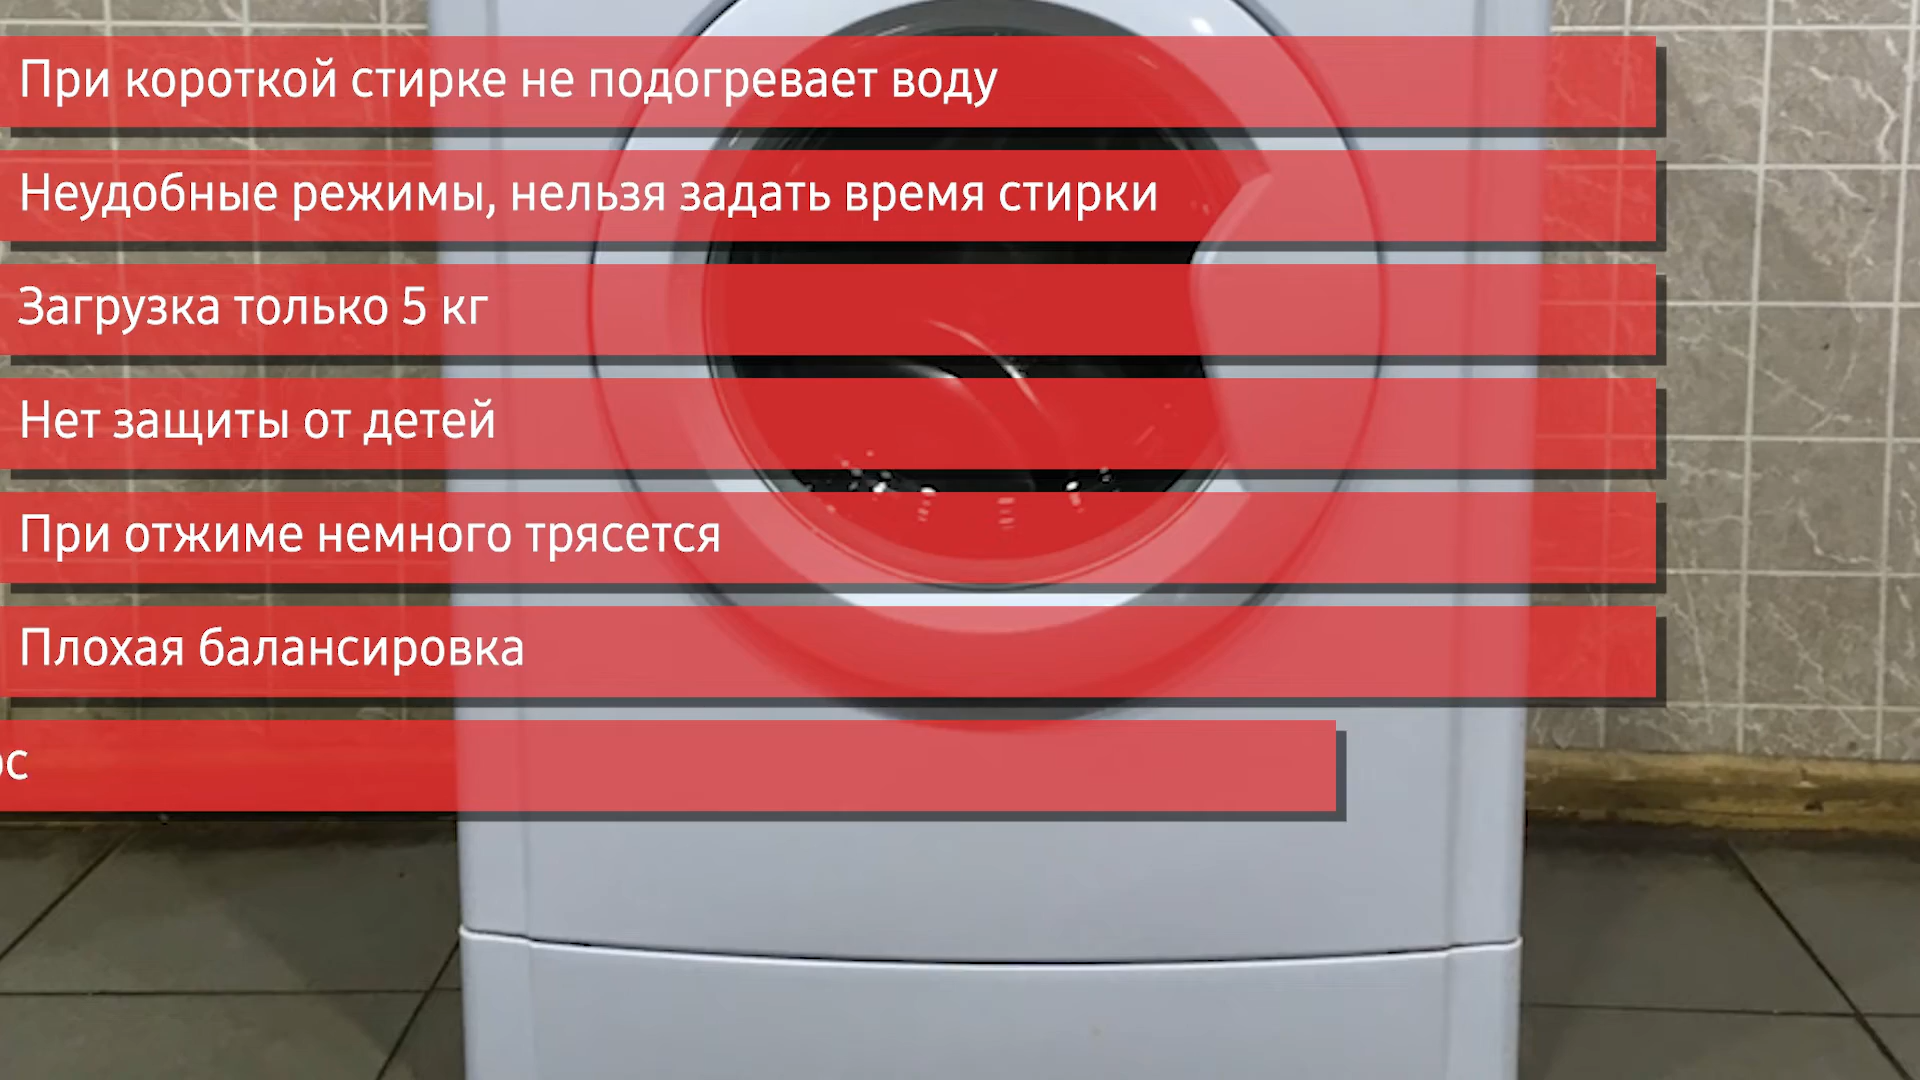 При короткой стирке не подогревает воду
Неудобные режимы, нельзя задать время стирки
Загрузка только 5 кг
Нет защиты от детей
При отжиме немного трясется
Плохая балансировка